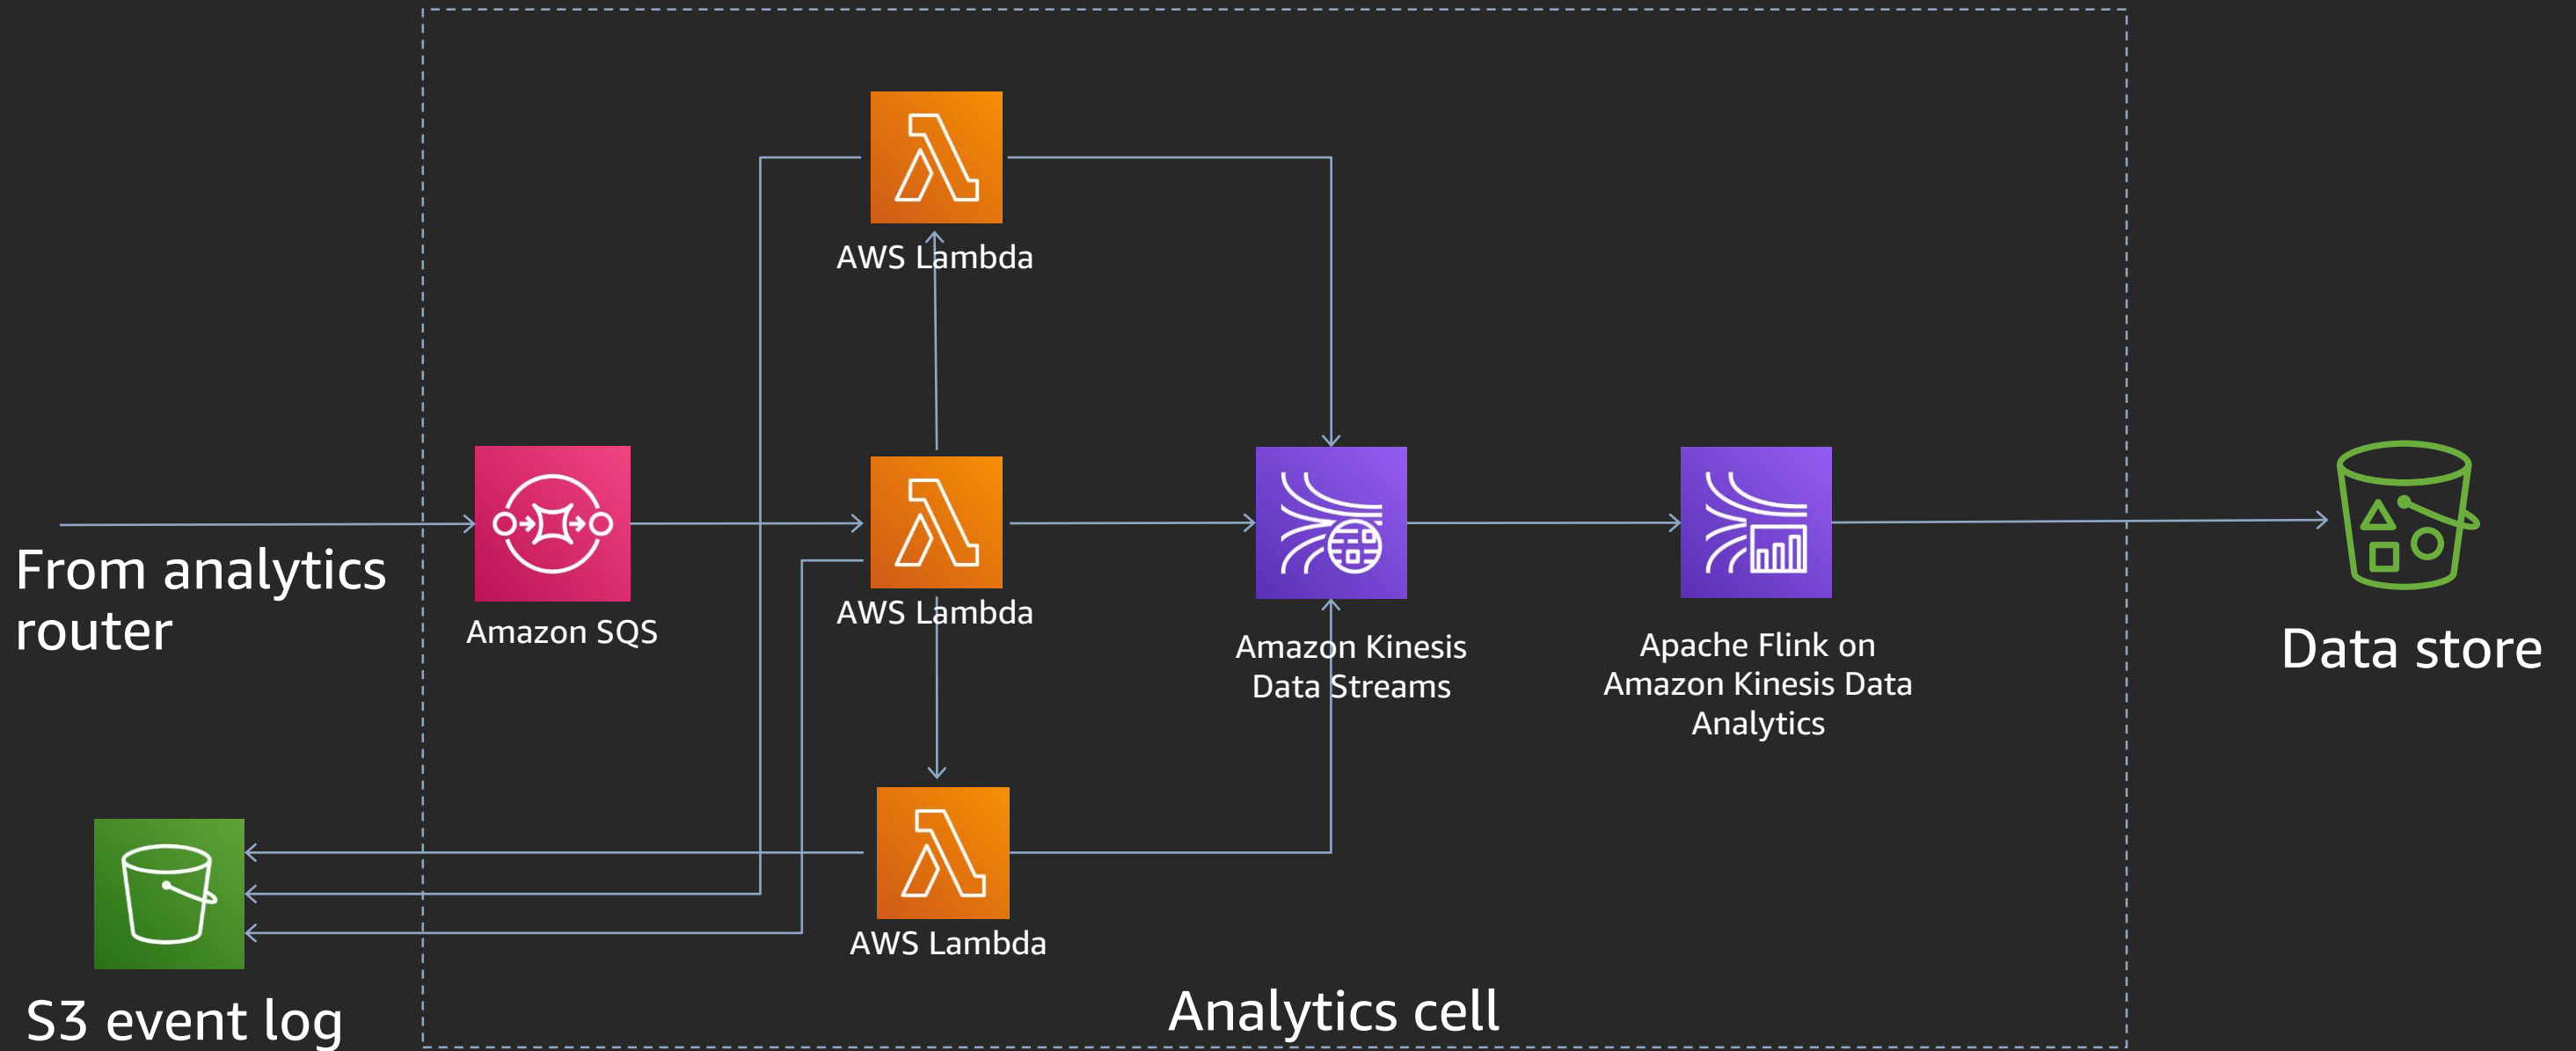 AWS Lambda
From analytics
router
Amazon SQS
AWS Lambda
Amazon Kinesis
Data Streams
Apache Flink on
Amazon Kinesis Data
Analytics
Data store
AWS Lambda
S3 event log
Analytics cell